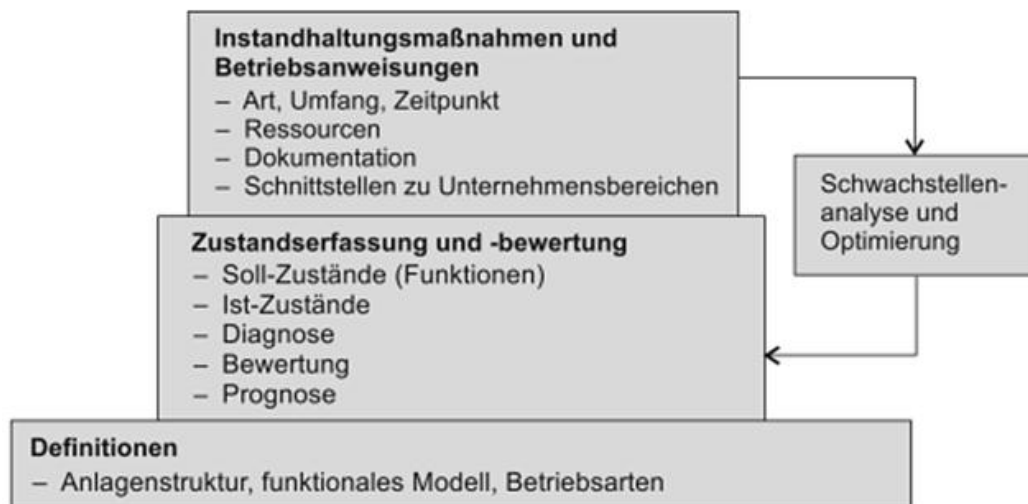 Instandhaltungsmaßnahmen und
Betriebsanweisungen
– Art, Umfang, Zeitpunkt
– Ressourcen
– Dokumentation
– Schnittstellen zu Unternehmensbereichen
Schwachstellen-
analyse und
Optimierung
Zustandserfassung und -bewertung
– Soll-Zustände (Funktionen)
– Ist-Zustände
– Diagnose
– Bewertung
– Prognose
Definitionen
– Anlagenstruktur, funktionales Modell, Betriebsarten